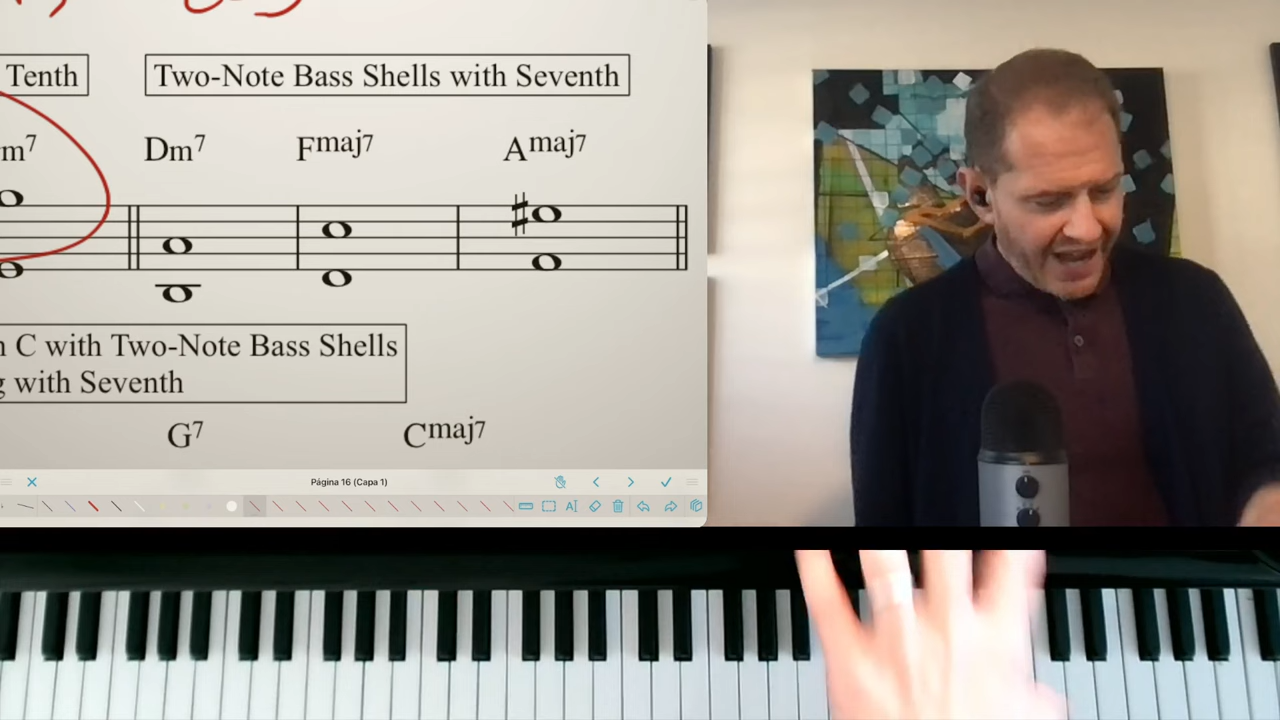 Tenth
Two-Note Bass Shells with Seventh
m7
Dm7
Fmaj7
Amaj7
C with Two-Note Bass Shells
with Seventh
G7
Cmaj7
Página 16 (Capa 1)